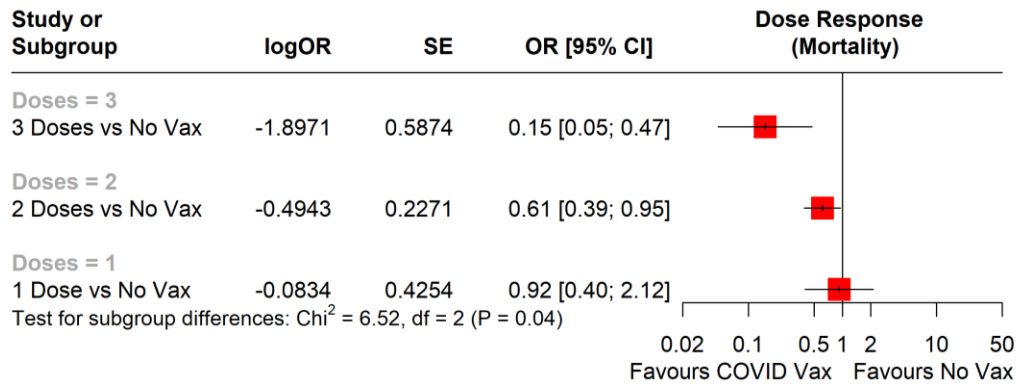 Study or Dose Response
Subgroup logOR SE OR [95% CI] (Mortality)
Doses = 3
3 Doses vs No Vax -1.8971 0.5874 0.15 [0.05; 0.47]
Doses = 2
2 Doses vs No Vax -0.4943 0.2271 0.61 [0.39; 0.95]
Doses = 1
1 Dose vs No Vax -0.0834 0.4254 0.92 [0.40; 2.12]
Test for subgroup differences: Chi² = 6.52, df = 2 (P = 0.04)
0.02 0.1 0.5 1 2 10 50
Favours COVID Vax Favours No Vax